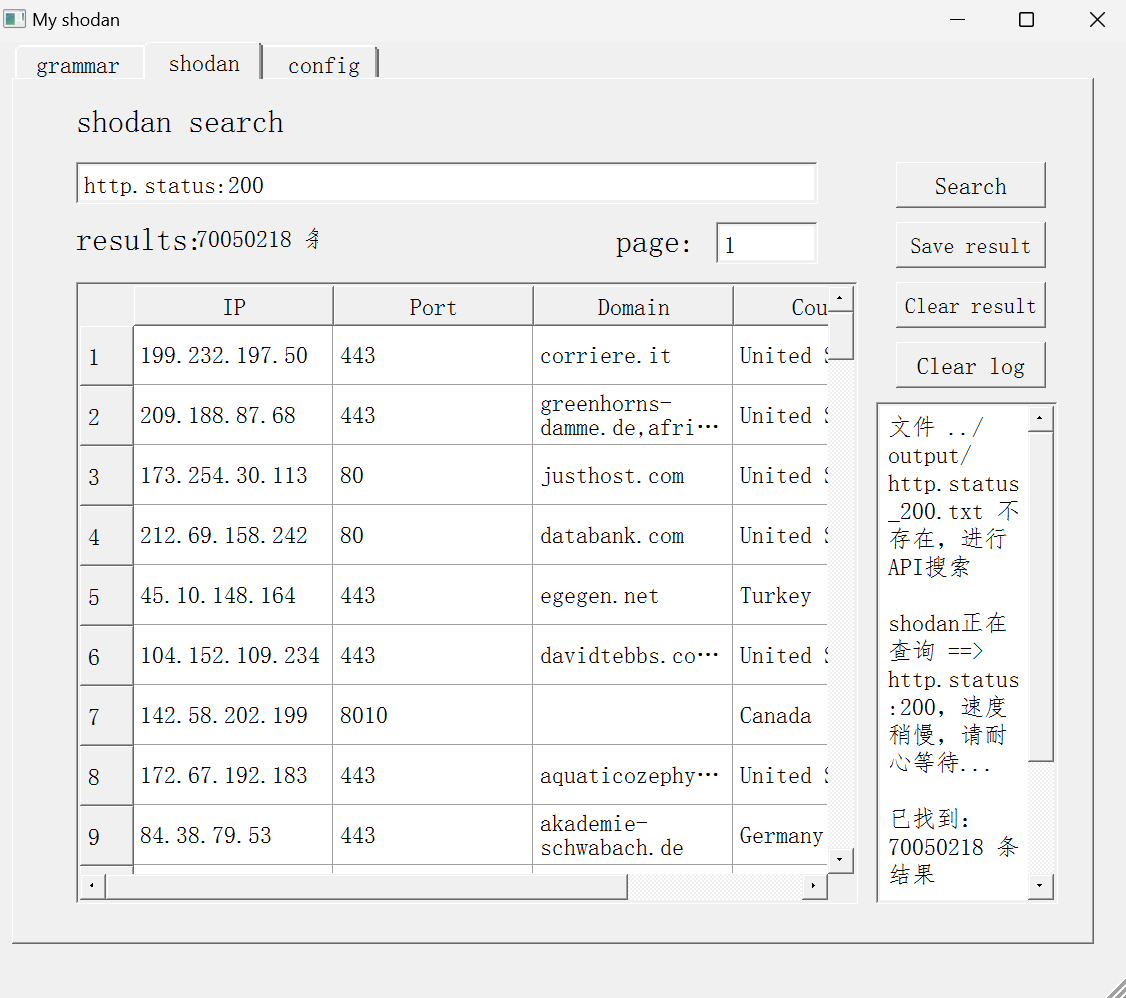 My shodan
grammar
shodan
config
shodan search
http.status:200
Search
results:70050218
page:
1
Save result
Clear result
Clear log
IP Port Domain
1 199.232.197.50 443 corriere.it United
2 209.188.87.68 443 greenhorns-
damme.de,afri… United
3 173.254.30.113 80 justhost.com United
4 212.69.158.242 80 databank.com United
5 45.10.148.164 443 egegen.net Turkey
6 104.152.109.234 443 davidtebbs.co… United
7 142.58.202.199 8010 Canada
8 172.67.192.183 443 aquaticozephy… United
9 84.38.79.53 443 akademie-
schwabach.de Germany
文件 ../
output/
http.status
_200.txt 不
存在，进行
API搜索
shodan正在
查询 ==>
http.status
:200，速度
稍慢，请耐
心等待...
已找到：
70050218 条
结果